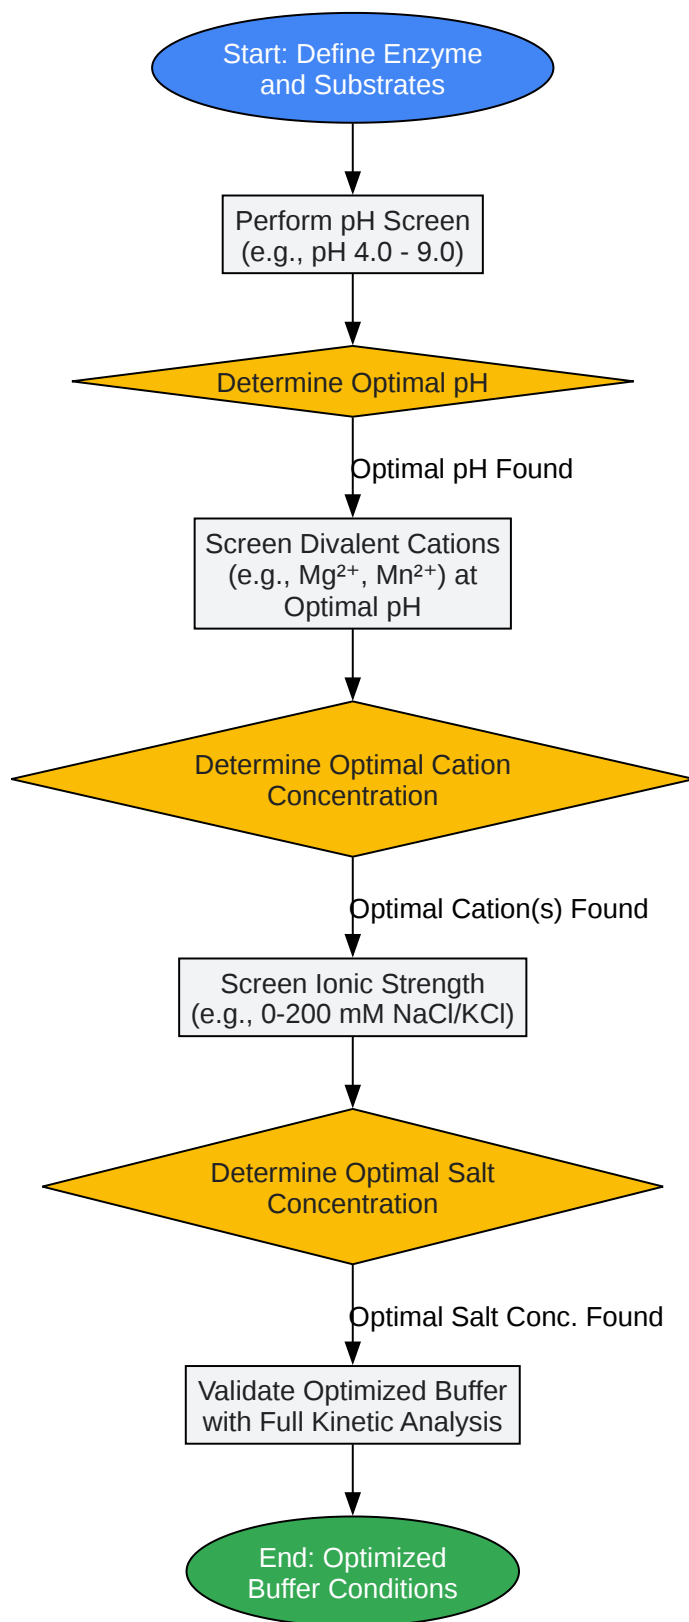 Start: Define Enzyme
and Substrates
Perform pH Screen
(e.g., pH 4.0 - 9.0)
Determine Optimal pH
Optimal pH Found
Screen Divalent Cations
(e.g., Mg²⁺, Mn²⁺) at
Optimal pH
Determine Optimal Cation
Concentration
Optimal Cation(s) Found
Screen Ionic Strength
(e.g., 0-200 mM NaCl/KCl)
Determine Optimal Salt
Concentration
Optimal Salt Conc. Found
Validate Optimized Buffer
with Full Kinetic Analysis
End: Optimized
Buffer Conditions